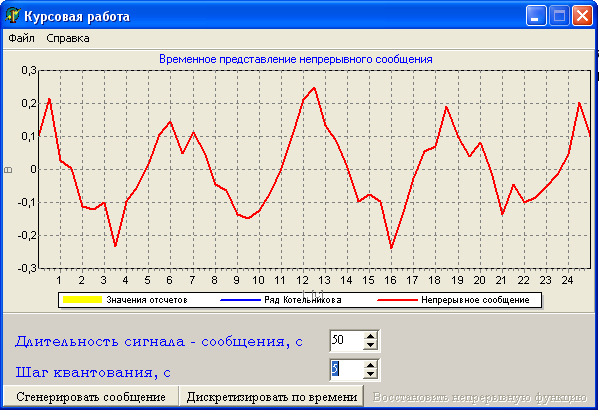 Курсовая работа
Файл Справка
Временное представление непрерывного сообщения
0,3
0,2
0,1
0
-0,1
-0,2
-0,3
В
1 2 3 4 5 6 7 8 9 10 11 12 13 14 15 16 17 18 19 20 21 22 23 24
Значения отсчетов Ряд Котельникова Непрерывное сообщение
Длительность сигнала - сообщения, с 50
Шаг квантования, с 5
Сгенерировать сообщение Дискретизировать по времени Восстановить непрерывную функцию